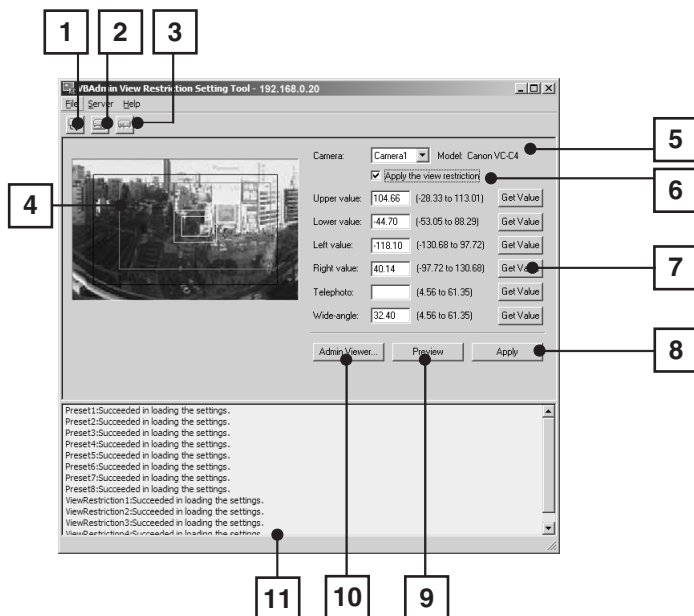 1 2 3
VBAdmin View Restriction Setting Tool - 192.168.0.20
File Server Help
Camera: Camera1 Model: Canon VC-C4 5
Apply the view restriction 6
4
Upper value: 104.66 (-28.33 to 113.01) Get Value
Lower value: -44.70 (-53.05 to 88.29) Get Value
Left value: -118.10 (-130.68 to 97.72) Get Value
Right value: 40.14 (-97.72 to 130.68) Get Value 7
Telephoto: (4.56 to 61.35) Get Value
Wide-angle: 32.40 (4.56 to 61.35) Get Value
Admin Viewer... Preview Apply 8
Preset1:Succeeded in loading the settings.
Preset2:Succeeded in loading the settings.
Preset3:Succeeded in loading the settings.
Preset4:Succeeded in loading the settings.
Preset5:Succeeded in loading the settings.
Preset6:Succeeded in loading the settings.
Preset7:Succeeded in loading the settings.
Preset8:Succeeded in loading the settings.
ViewRestriction1:Succeeded in loading the settings.
ViewRestriction2:Succeeded in loading the settings.
ViewRestriction3:Succeeded in loading the settings.
ViewRestriction4:Succeeded in loading the settings.
11 10 9